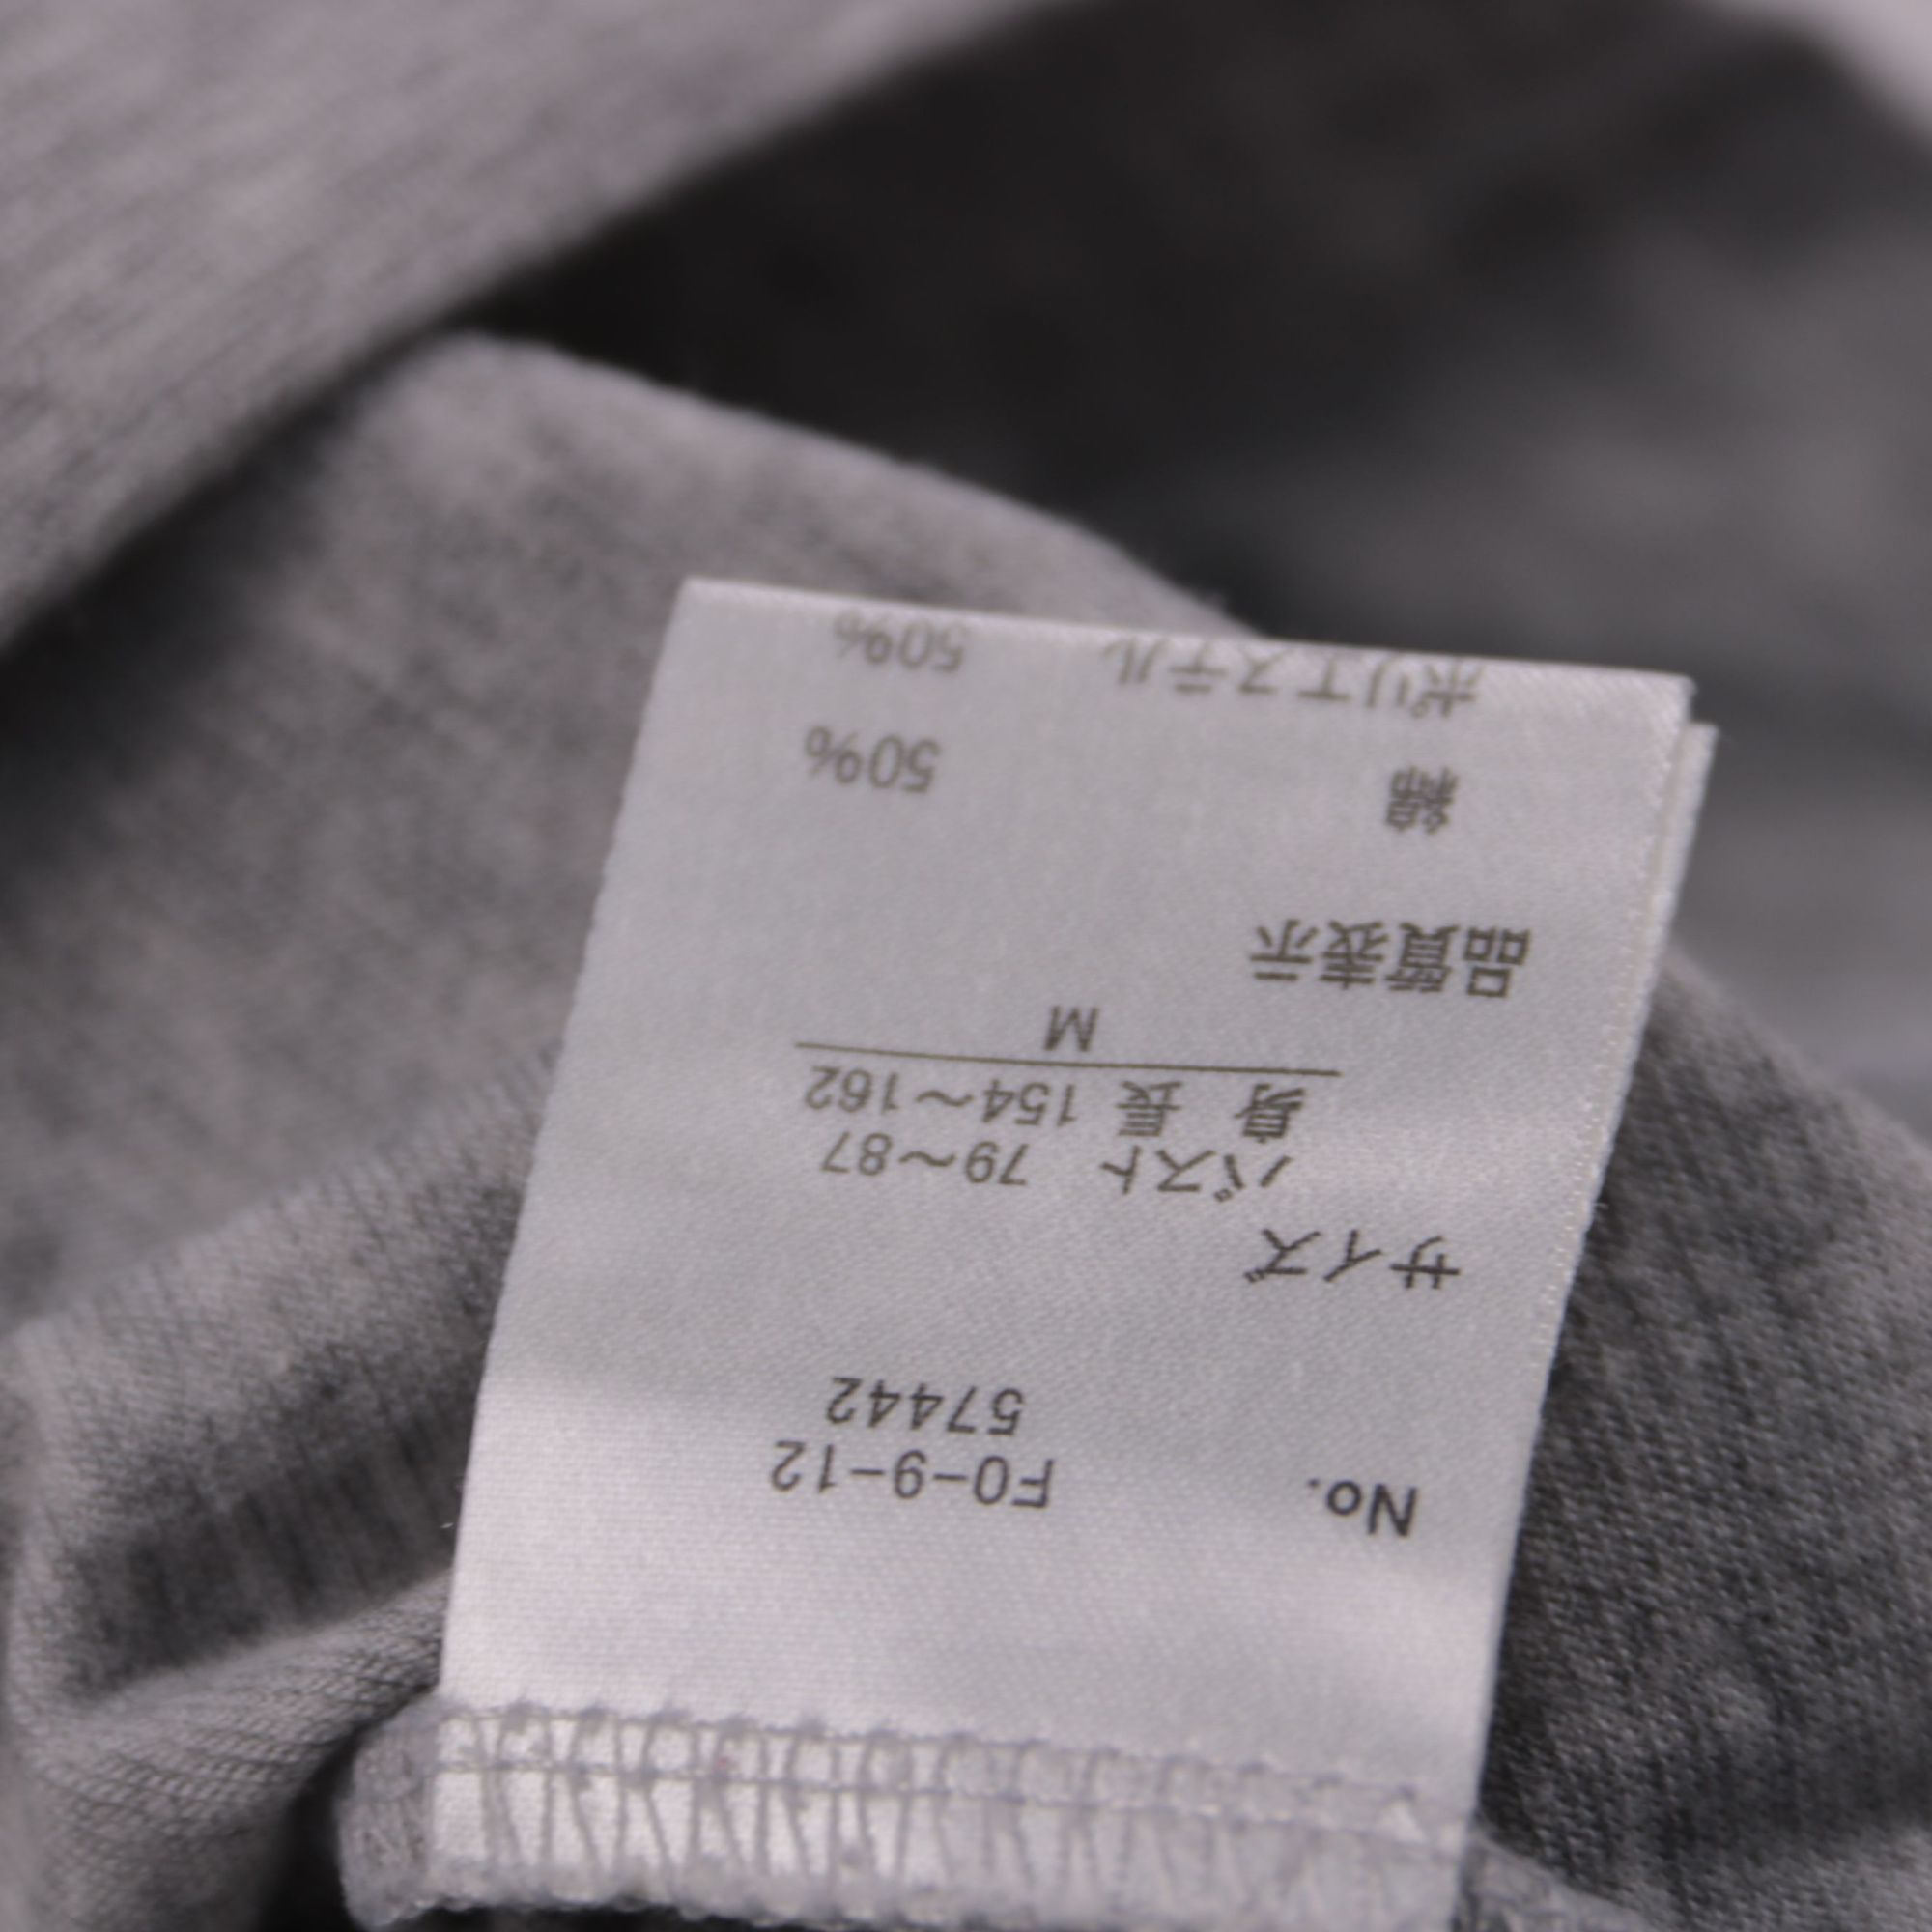 No. F0-9-12
57442
サイズ
バスト 79〜87
身 長 154〜162
M
品質表示
綿 50%
ポリエステル 50%